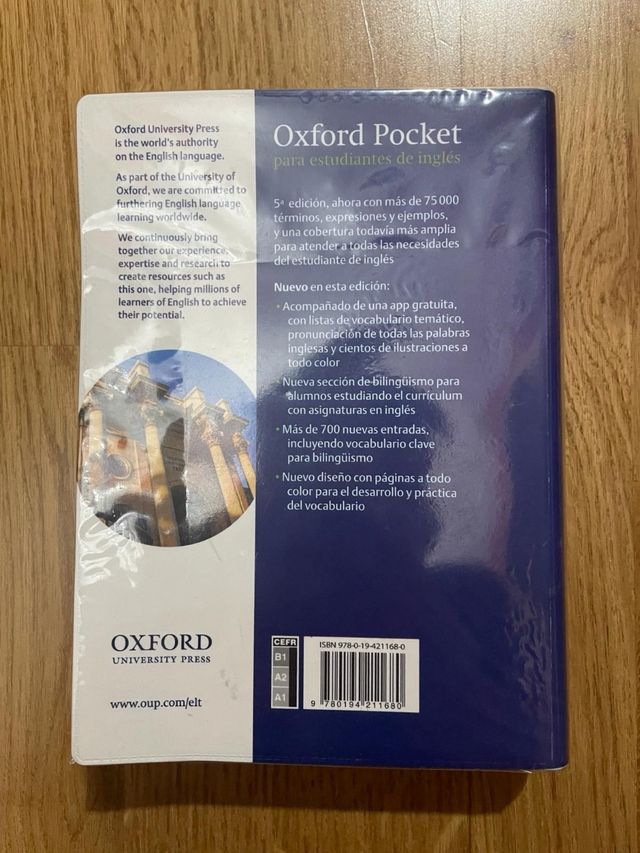 Oxford University Press
is the world's authority
on the English language.
As part of the University of
Oxford, we are committed to
furthering English language
learning worldwide.
We continuously bring
together our experience,
expertise and research to
create resources such as
this one, helping millions of
learners of English to achieve
their potential.
OXFORD
UNIVERSITY PRESS
www.oup.com/elt
Oxford Pocket
para estudiantes de inglés
5ª edición, ahora con más de 75 000
términos, expresiones y ejemplos,
y una cobertura todavía más amplia
para atender a todas las necesidades
del estudiante de inglés
Nuevo en esta edición:
• Acompañado de una app gratuita,
con listas de vocabulario temático,
pronunciación de todas las palabras
inglesas y cientos de ilustraciones a
todo color
• Nueva sección de bilingüismo para
alumnos estudiando el currículum
con asignaturas en inglés
• Más de 700 nuevas entradas,
incluyendo vocabulario clave
para bilingüismo
• Nuevo diseño con páginas a todo
color para el desarrollo y práctica
del vocabulario
CEFR
B1
A2
A1
ISBN 978-0-19-421168-0
9 780194 211680